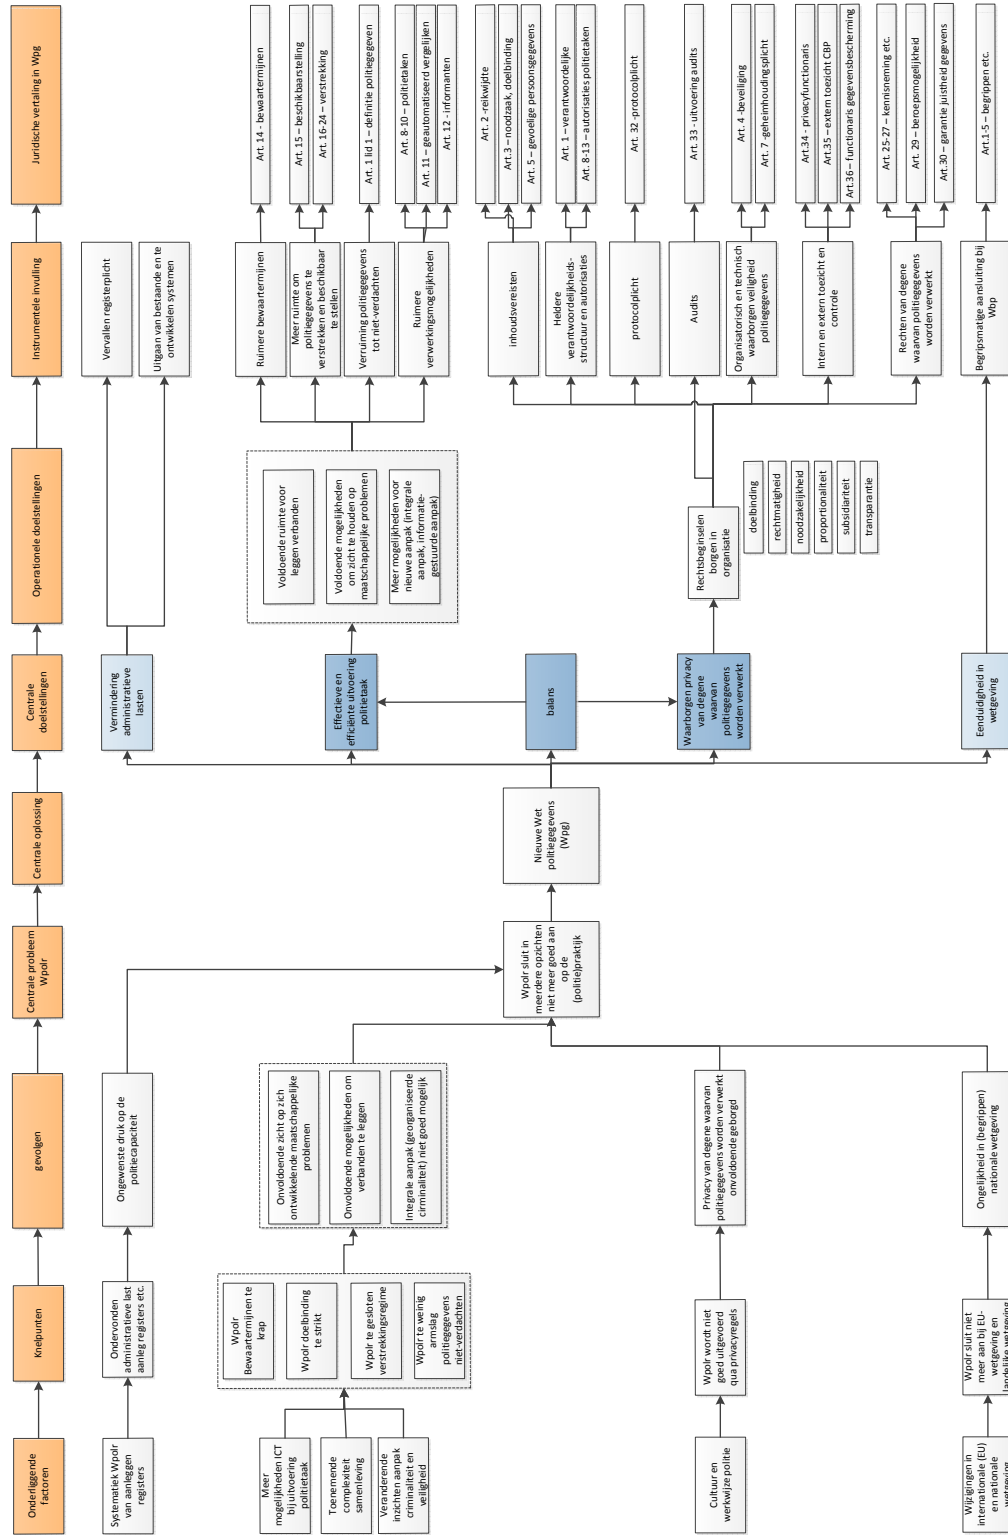 Onderliggende
factoren
Knelpunten
gevolgen
Centrale probleem
Wpolr
Centrale oplossing
Centrale
doelstellingen
Operationele doelstellingen
Instrumentele invulling
Juridische vertaling in Wpg
Systematiek Wpolr
van aanleggen
registers
Ondervonden
administratieve last
aanleg registers etc.
Ongewenste druk op de
politiecapaciteit
Vermindering
administratieve
lasten
Vervallen registerplicht
Uitgaan van bestaande en te
ontwikkelen systemen
Meer
mogelijkheden ICT
bij uitvoering
politietaak
Toenemende
complexiteit
samenleving
Veranderende
inzichten aanpak
criminaliteit en
veiligheid
Wpolr
Bewaartermijnen te
krap
Wpolr doelbinding
te strikt
Wpolr te gesloten
verstrekkingsregime
Wpolr te weinig
armslag
politiegegevens
niet-verdachten
Onvoldoende zicht op zich
ontwikkelende maatschappelijke
problemen
Onvoldoende mogelijkheden om
verbanden te leggen
Integrale aanpak (georganiseerde
cirminaliteit) niet goed mogelijk
Wpolr sluit in
meerdere opzichten
niet meer goed aan
op de
(politie)praktijk
Nieuwe Wet
politiegegevens
(Wpg)
Effectieve en
efficiënte uitvoering
politietaak
balans
Waarborgen privacy
van degene
waarvan
politiegegevens
worden verwerkt
Eenduidigheid in
wetgeving
Voldoende ruimte voor
leggen verbanden
Voldoende mogelijkheden
om zicht te houden op
maatschappelijke problemen
Meer mogelijkheden voor
nieuwe aanpak (integrale
aanpak, informatie-
gestuurde aanpak)
Ruimere bewaartermijnen
Meer ruimte om
politiegegevens te
verstrekken en beschikbaar
te stellen
Verruiming politiegegevens
tot niet-verdachten
Ruimere
verwerkingsmogelijkheden
Art. 14 - bewaartermijnen
Art. 15 – beschikbaarstelling
Art. 16-24 – verstrekking
Art. 1 lid 1 – definitie politiegegeven
Art. 8-10 – politietaken
Art. 11 – geautomatiseerd vergelijken
Art. 12 - informanten
Cultuur en
werkwijze politie
Wpolr wordt niet
goed uitgevoerd
qua privacyregels
Privacy van degene waarvan
politiegegevens worden verwerkt
onvoldoende geborgd
Rechtsbeginselen
borgen in
organisatie
doelbinding
rechtmatigheid
noodzakelijkheid
proportionaliteit
subsidiariteit
transparantie
inhoudsvereisten
Heldere
verantwoordelijkheids-
structuur en autorisaties
protocolplicht
Audits
Organisatorisch en technisch
waarborgen veiligheid
politiegegevens
Intern en extern toezicht en
controle
Rechten van degene
waarvan politiegegevens
worden verwerkt
Art. 2 -reikwijdte
Art.3 – noodzaak, doelbinding
Art. 5 – gevoelige persoonsgegevens
Art. 1 – verantwoordelijke
Art. 8-13 – autorisaties politietaken
Art. 32 -protocolplicht
Art. 33 - uitvoering audits
Art. 4 -beveiliging
Art. 7 -geheimhoudingsplicht
Art.34 - privacyfunctionaris
Art.35 – extern toezicht CBP
Art.36 – functionaris gegevensbescherming
Art. 25-27 – kennisneming etc.
Art. 29 – beroepsmogelijkheid
Art.30 – garantie juistheid gegevens
Wijzigingen in
internationale (EU)
en nationale
wetgeving
Wpolr sluit niet
meer aan bij EU-
wetgeving en
landelijke wetgeving
Ongelijkheid in (begrippen)
nationale wetgeving
Begripsmatige aansluiting bij
Wbp
Art.1-5 – begrippen etc.